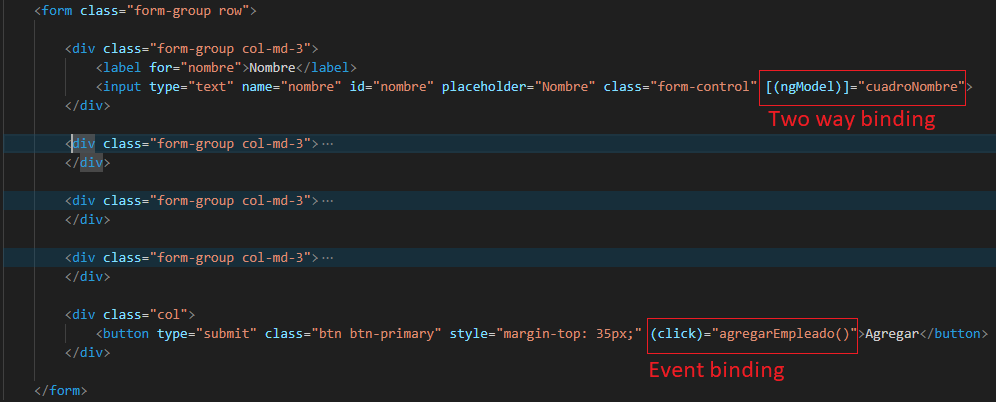 <form class="form-group row">
<div class="form-group col-md-3">
<label for="nombre">Nombre</label>
<input type="text" name="nombre" id="nombre" placeholder="Nombre" class="form-control" [(ngModel)]="cuadroNombre">
</div>
Two way binding
<div class="form-group col-md-3">···
</div>
<div class="form-group col-md-3">···
</div>
<div class="form-group col-md-3">···
</div>
<div class="col">
<button type="submit" class="btn btn-primary" style="margin-top: 35px;" (click)="agregarEmpleado()">Agregar</button>
</div>
Event binding
</form>